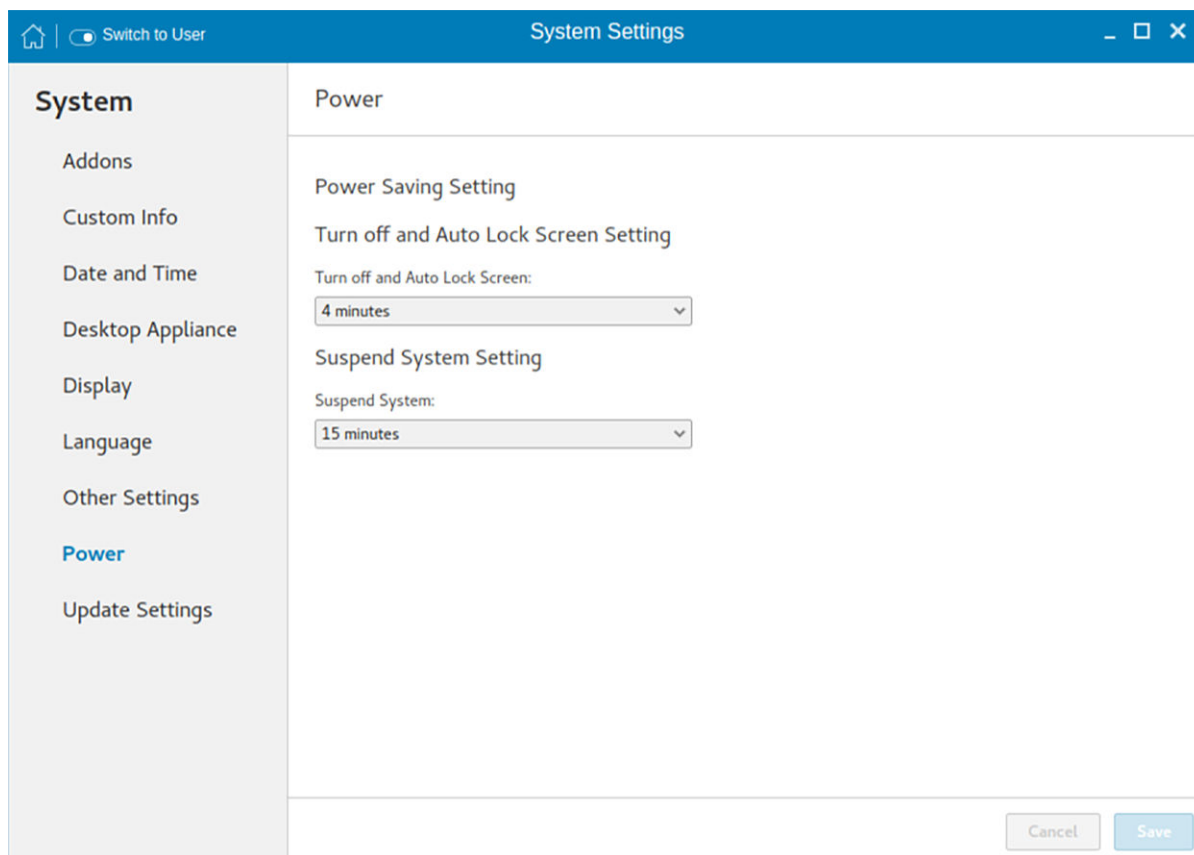 Switch to User
System Settings
System
Addons
Custom Info
Date and Time
Desktop Appliance
Display
Language
Other Settings
Power
Update Settings
Power
Power Saving Setting
Turn off and Auto Lock Screen Setting
Turn off and Auto Lock Screen:
4 minutes
Suspend System Setting
Suspend System:
15 minutes
Cancel
Save